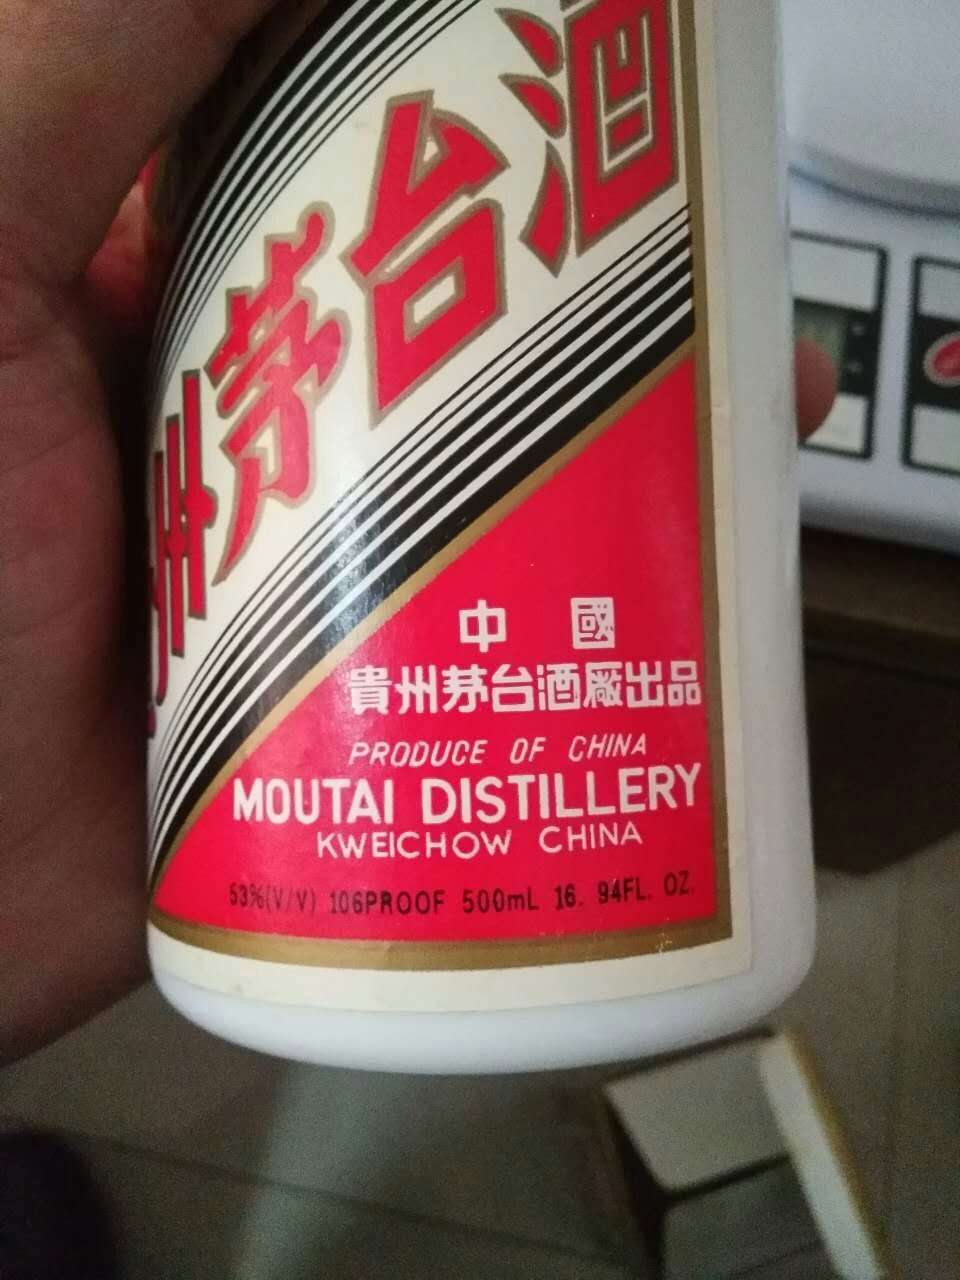 州茅台酒
中國
貴州茅台酒廠出品
PRODUCE OF CHINA
MOUTAI DISTILLERY
KWEICHOW CHINA
53%(V/V) 106PROOF 500mL 16. 94FL. OZ.